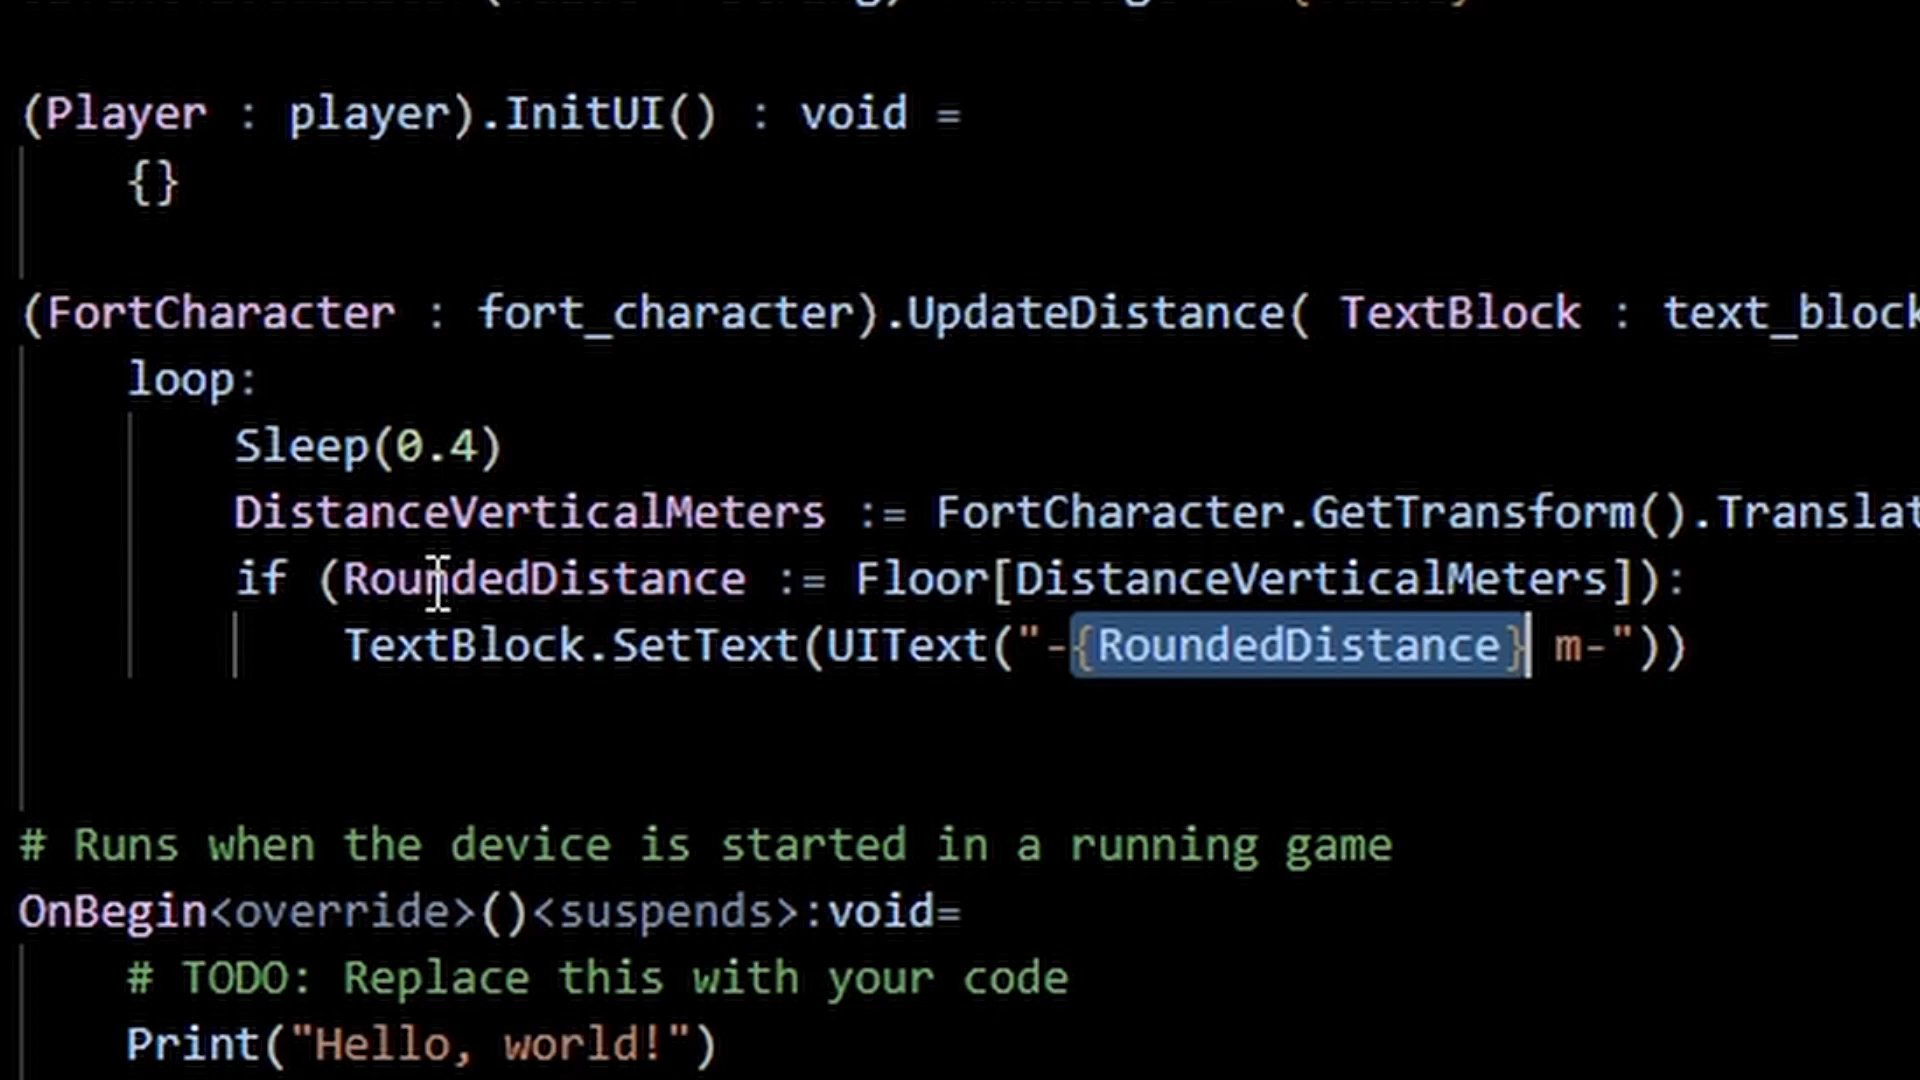 (Player : player).InitUI() : void =
{}
(FortCharacter : fort_character).UpdateDistance( TextBlock : text_block
loop:
Sleep(0.4)
DistanceVerticalMeters := FortCharacter.GetTransform().Translat
if (RoundedDistance := Floor[DistanceVerticalMeters]):
TextBlock.SetText(UIText("-{RoundedDistance} m-"))
# Runs when the device is started in a running game
OnBegin<override>()<suspends>:void=
# TODO: Replace this with your code
Print("Hello, world!")